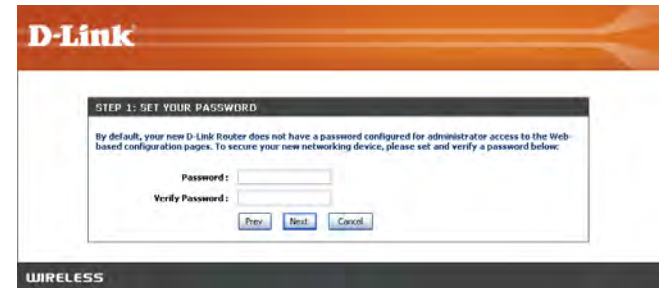 D-Link
STEP 1: SET YOUR PASSWORD
By default, your new D-Link Router does not have a password configured for administrator access to the Web-
based configuration pages. To secure your new networking device, please set and verify a password below:
Password :
Verify Password :
Prev Next Cancel
WIRELESS